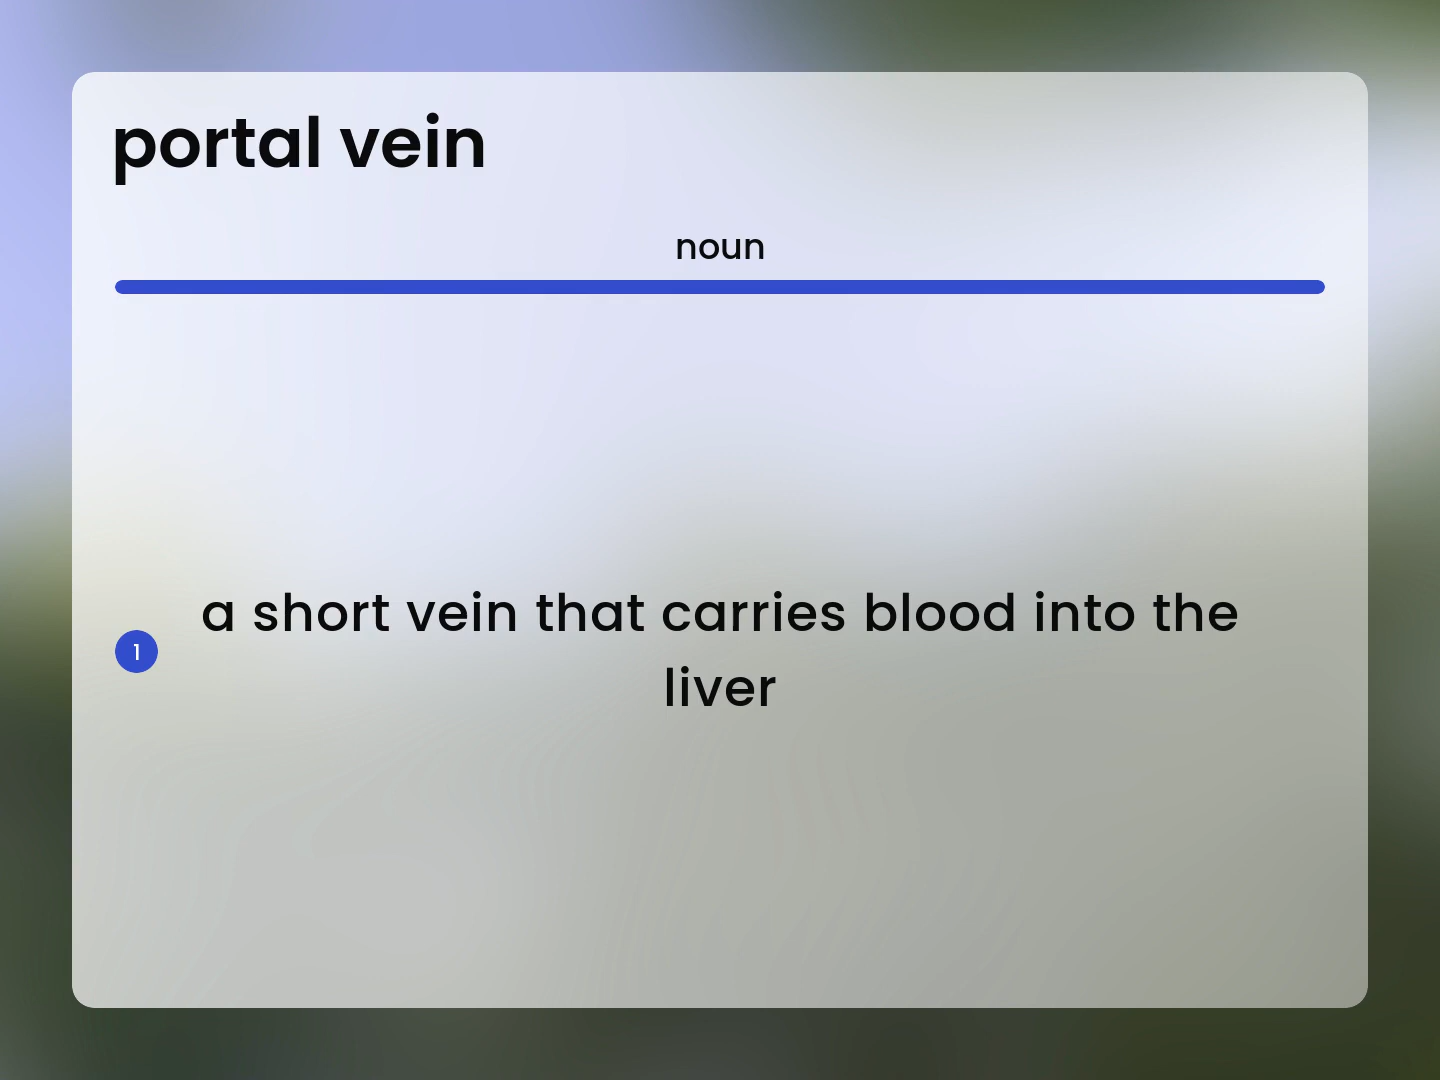 portal vein
noun
1
a short vein that carries blood into the
liver